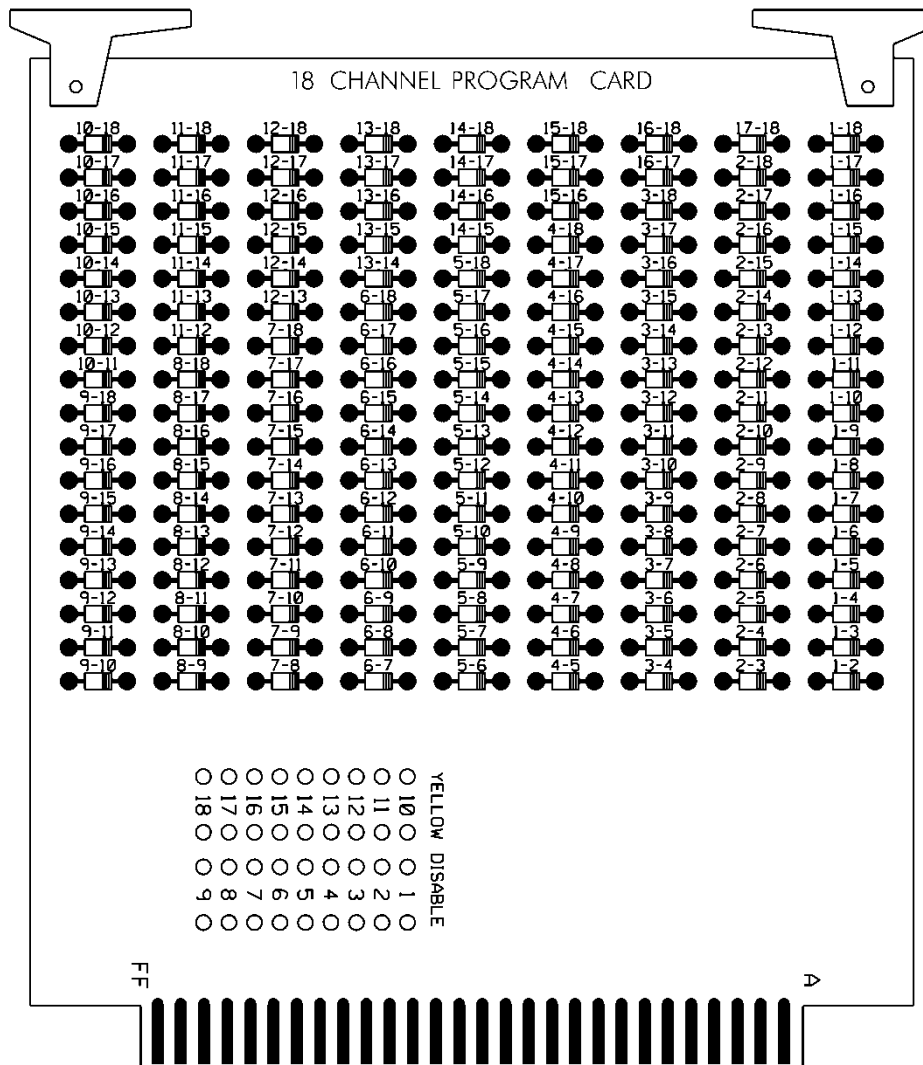 18 CHANNEL PROGRAM CARD
10-18 11-18 12-18 13-18 14-18 15-18 16-18 17-18 1-18
10-17 11-17 12-17 13-17 14-17 15-17 16-17 2-18 1-17
10-16 11-16 12-16 13-16 14-16 15-16 3-18 2-17 1-16
10-15 11-15 12-15 13-15 14-15 4-18 3-17 2-16 1-15
10-14 11-14 12-14 13-14 5-18 4-17 3-16 2-15 1-14
10-13 11-13 12-13 6-18 5-17 4-16 3-15 2-14 1-13
10-12 11-12 7-18 6-17 5-16 4-15 3-14 2-13 1-12
10-11 8-18 7-17 6-16 5-15 4-14 3-13 2-12 1-11
9-18 8-17 7-16 6-15 5-14 4-13 3-12 2-11 1-10
9-17 8-16 7-15 6-14 5-13 4-12 3-11 2-10 1-9
9-16 8-15 7-14 6-13 5-12 4-11 3-10 2-9 1-8
9-15 8-14 7-13 6-12 5-11 4-10 3-9 2-8 1-7
9-14 8-13 7-12 6-11 5-10 4-9 3-8 2-7 1-6
9-13 8-12 7-11 6-10 5-9 4-8 3-7 2-6 1-5
9-12 8-11 7-10 6-9 5-8 4-7 3-6 2-5 1-4
9-11 8-10 7-9 6-8 5-7 4-6 3-5 2-4 1-3
9-10 8-9 7-8 6-7 5-6 4-5 3-4 2-3 1-2
YELLOW DISABLE
10 1
11 2
12 3
13 4
14 5
15 6
16 7
17 8
18 9
FF
A